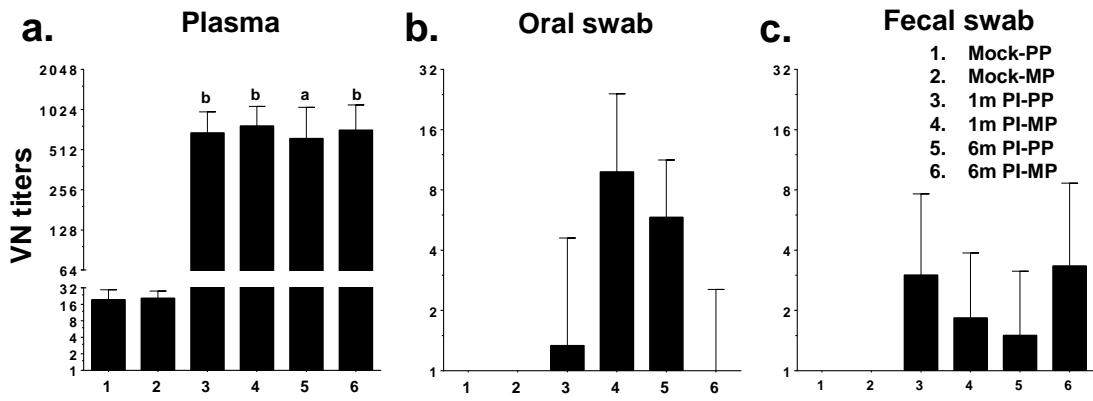 a.
Plasma
VN titers
2048
1024
512
256
128
64
32
16
8
4
2
1
b
b
a
b
1 2 3 4 5 6
b.
Oral swab
32
16
8
4
2
1
1 2 3 4 5 6
c.
Fecal swab
1. Mock-PP
2. Mock-MP
3. 1m PI-PP
4. 1m PI-MP
5. 6m PI-PP
6. 6m PI-MP
32
16
8
4
2
1
1 2 3 4 5 6